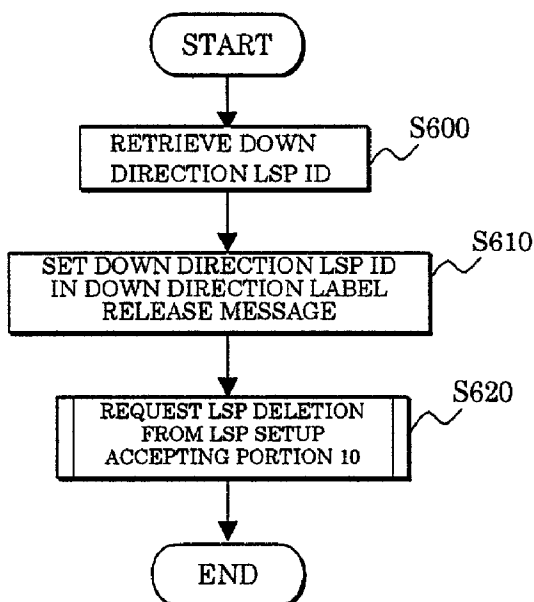 START
S600
RETRIEVE DOWN
DIRECTION LSP ID
S610
SET DOWN DIRECTION LSP ID
IN DOWN DIRECTION LABEL
RELEASE MESSAGE
S620
REQUEST LSP DELETION
FROM LSP SETUP
ACCEPTING PORTION 10
END